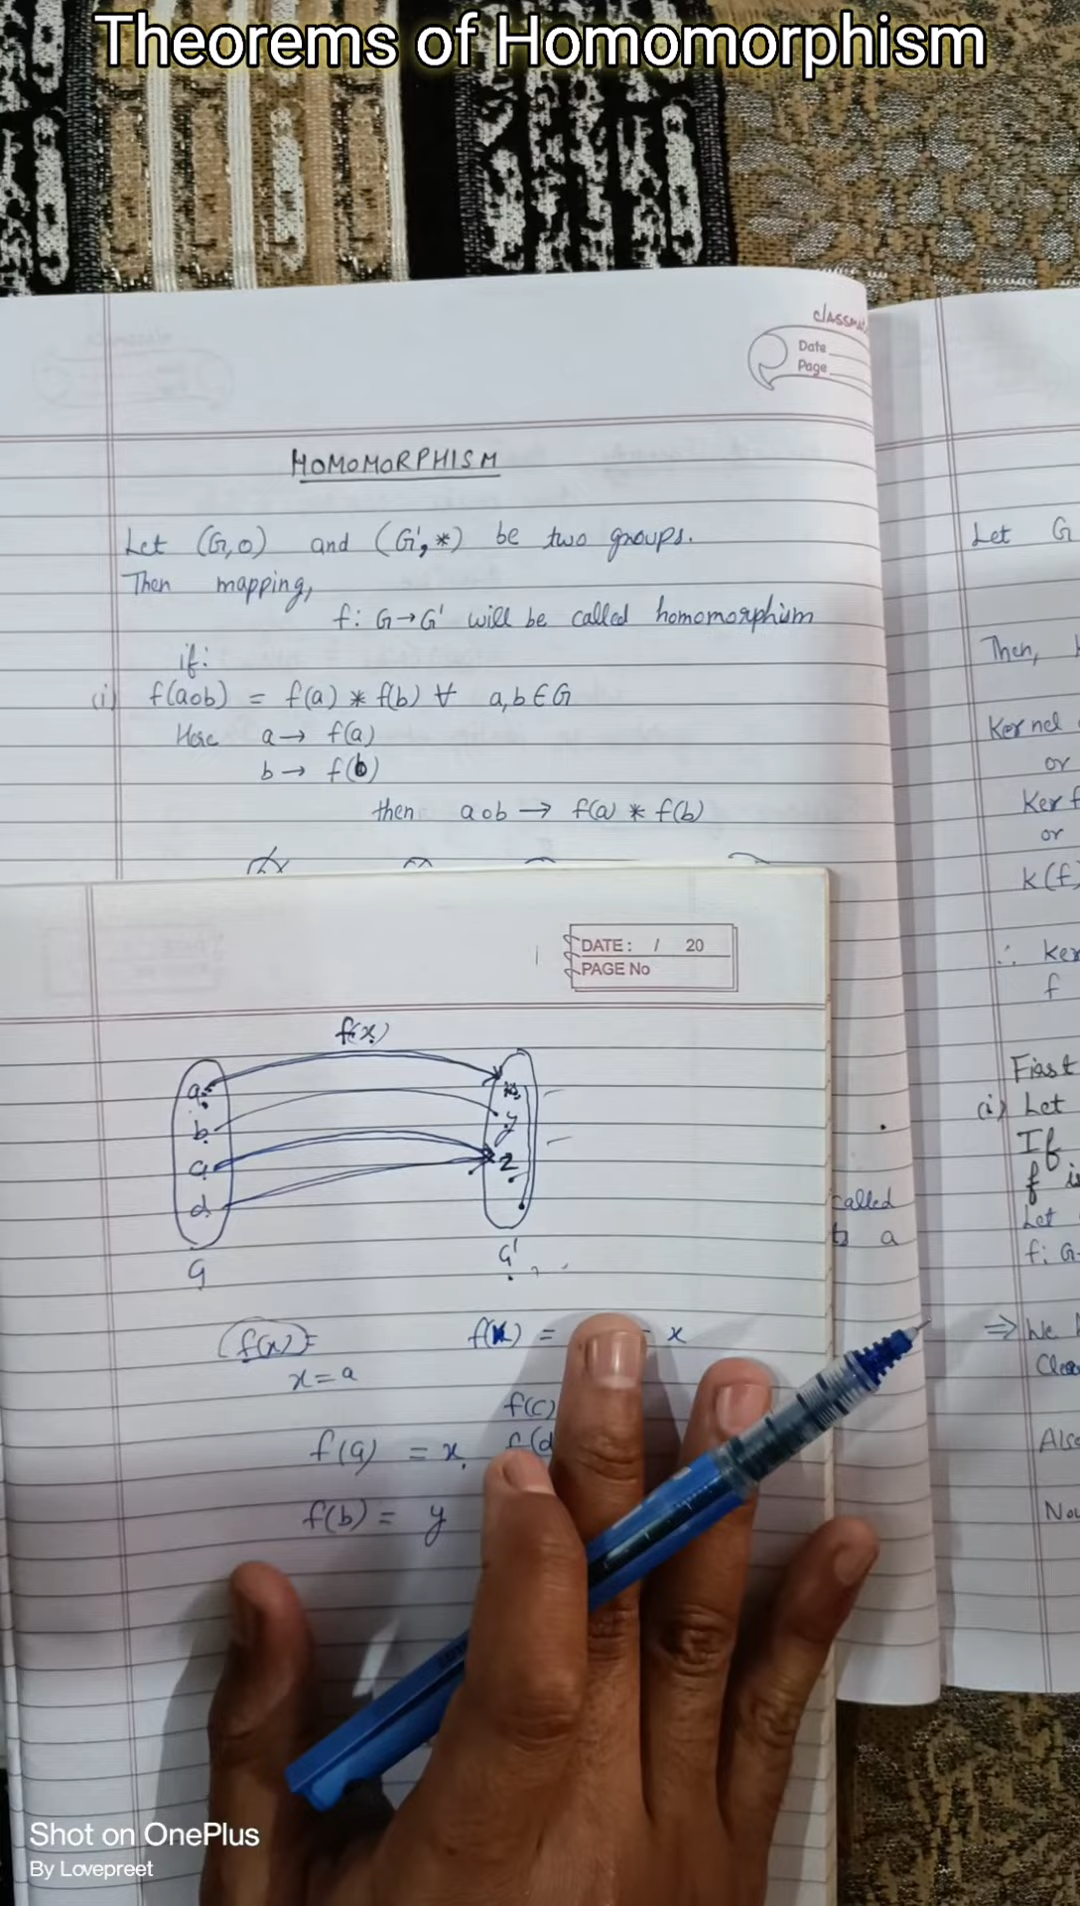 Theorems of Homomorphism
classmate
Date
Page
HOMOMORPHISM
Let (G,o) and (G',*) be two groups.
Then mapping,
f: G→G' will be called homomorphism
if:
(i) f(aob) = f(a) * f(b) ∀ a,b∈G
Here a → f(a)
b → f(b)
then aob → f(a) * f(b)
Let G
Then,
Kernel
or
Ker f
or
k(f)
∴ ker
f
First
(i) Let
If
f is
Let
f: G
⇒ We
Also
DATE: / 20
PAGE No
f(x)
a
b
d
y
z
G
G'
called
a
f(x)=
x = a
f(x) = x
f(c)
f(d
f(a) = x
f(b) = y
Shot on OnePlus
By Lovepreet